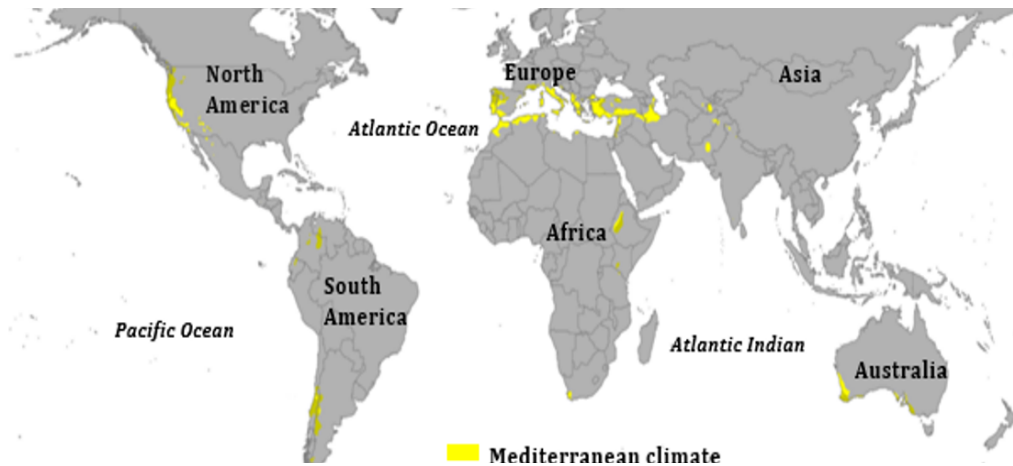 North
America
Europe
Asia
Atlantic Ocean
Africa
South
America
Pacific Ocean
Atlantic Indian
Australia
Mediterranean climate